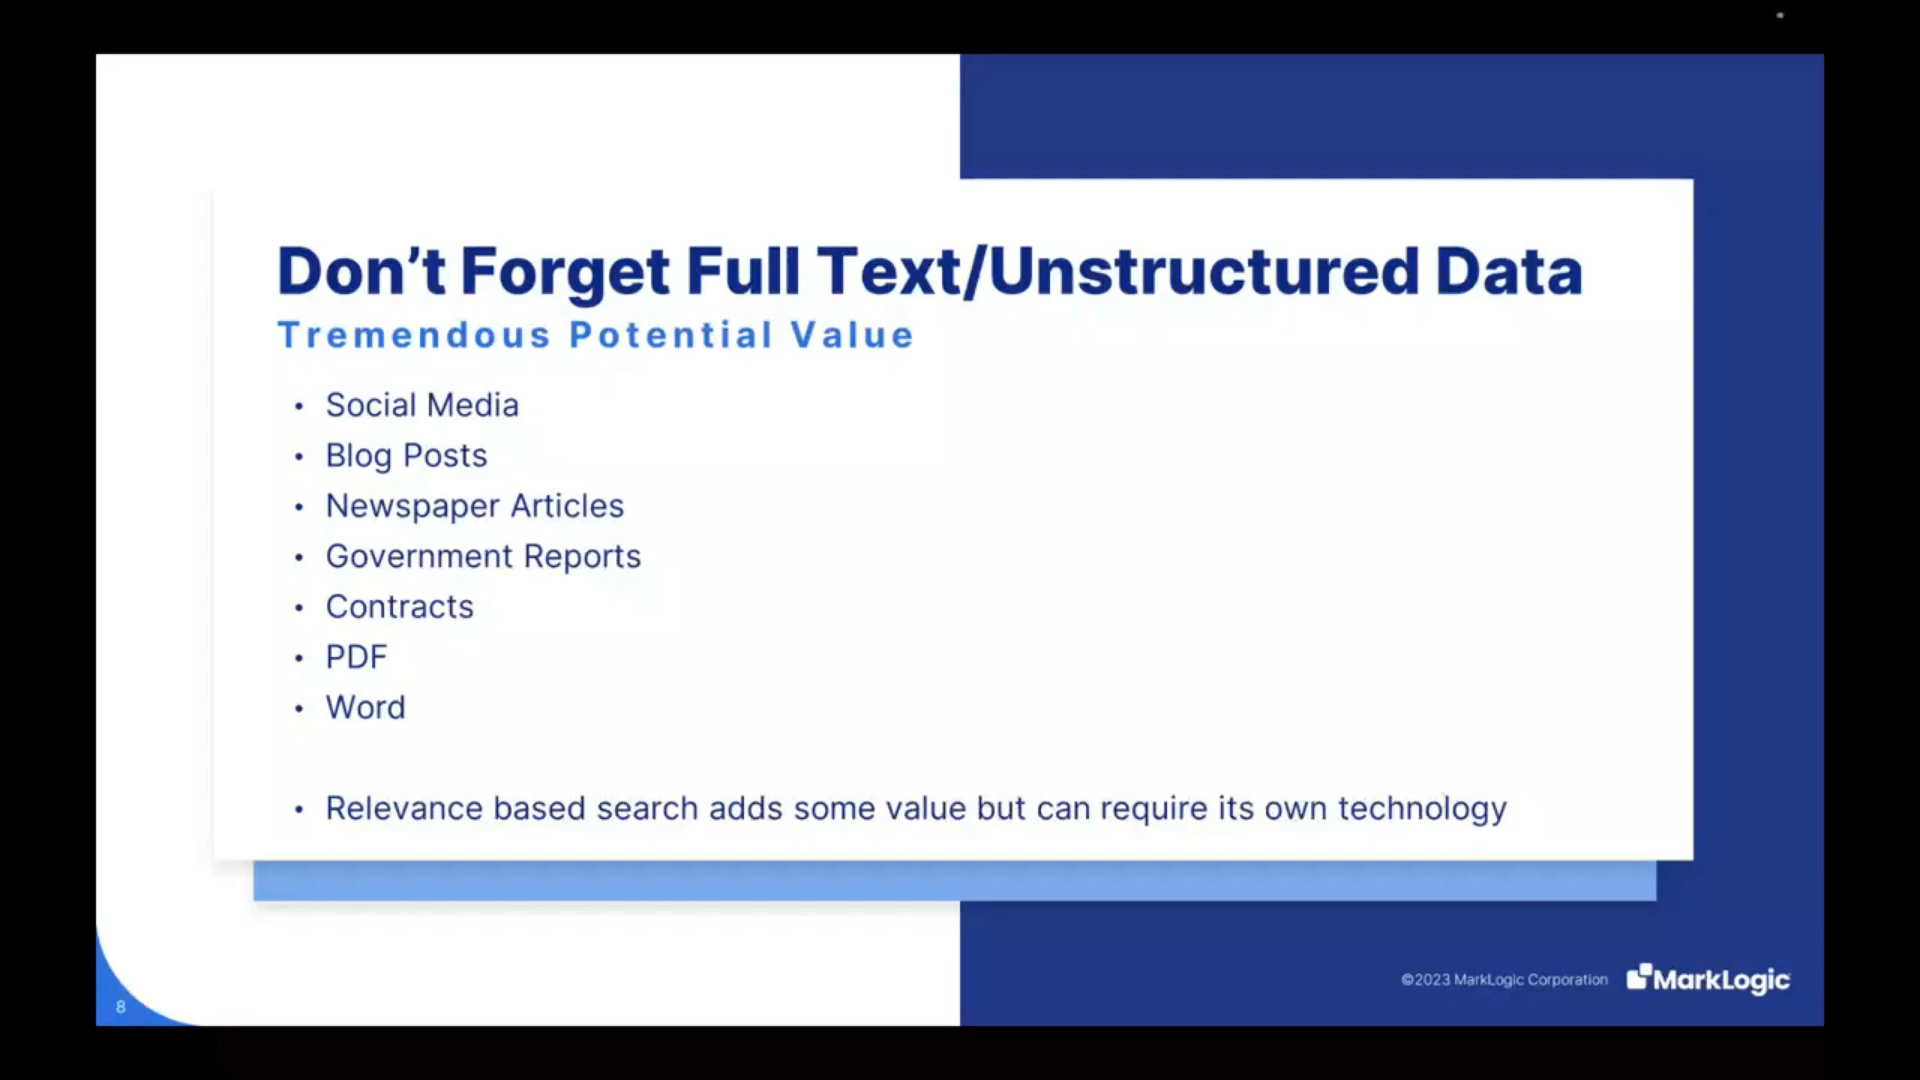 Don’t Forget Full Text/Unstructured Data
Tremendous Potential Value
• Social Media
• Blog Posts
• Newspaper Articles
• Government Reports
• Contracts
• PDF
• Word
• Relevance based search adds some value but can require its own technology
©2023 MarkLogic Corporation MarkLogic
8